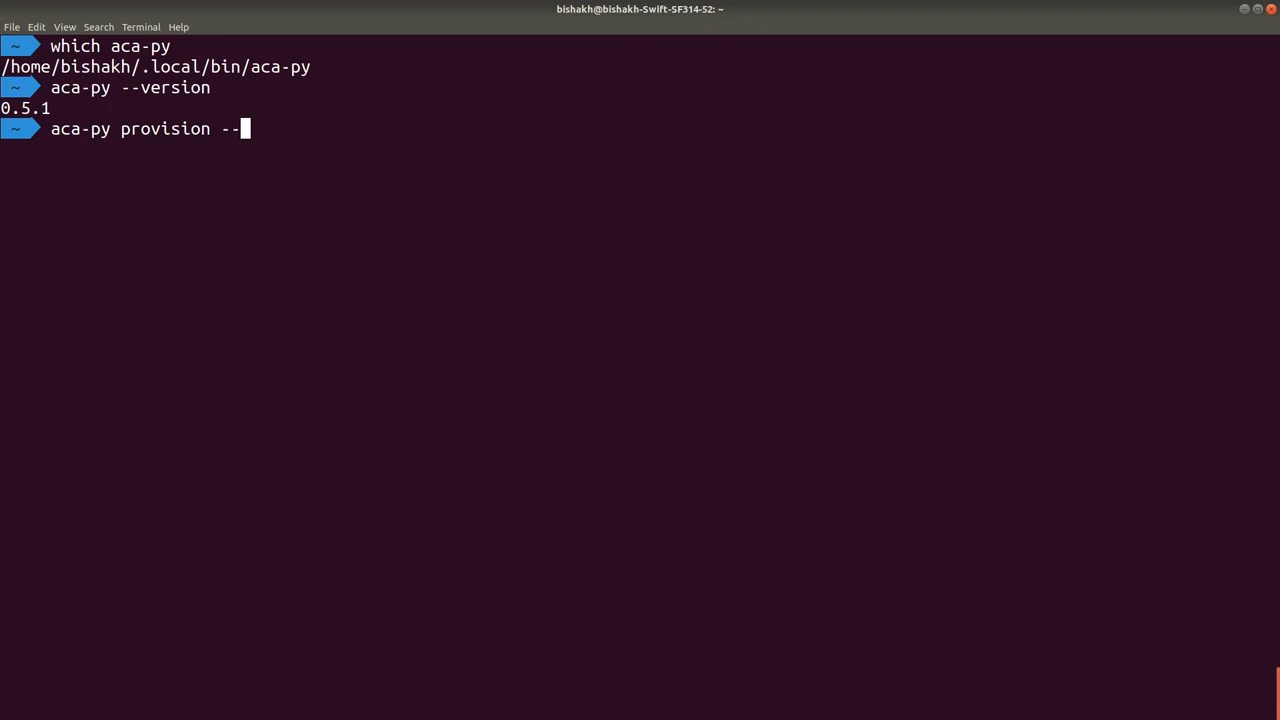 bishakh@bishakh-Swift-SF314-52: ~
File Edit View Search Terminal Help
~ which aca-py
/home/bishakh/.local/bin/aca-py
~ aca-py --version
0.5.1
~ aca-py provision --